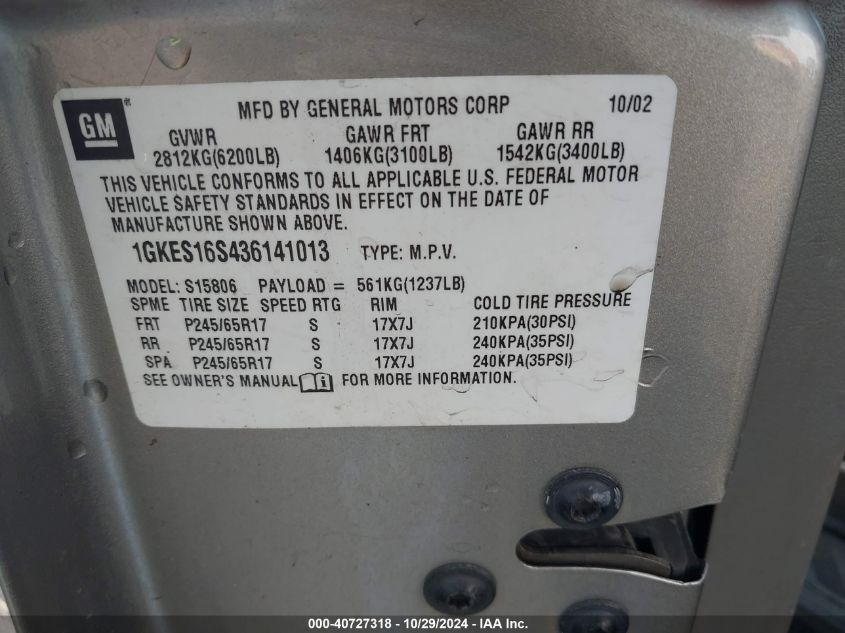 GM MFD BY GENERAL MOTORS CORP 10/02
GVWR GAWR FRT GAWR RR
2812KG(6200LB) 1406KG(3100LB) 1542KG(3400LB)
THIS VEHICLE CONFORMS TO ALL APPLICABLE U.S. FEDERAL MOTOR
VEHICLE SAFETY STANDARDS IN EFFECT ON THE DATE OF
MANUFACTURE SHOWN ABOVE.
1GKES16S436141013 TYPE: M.P.V.
MODEL: S15806 PAYLOAD = 561KG(1237LB)
SPME TIRE SIZE SPEED RTG RIM COLD TIRE PRESSURE
FRT P245/65R17 S 17X7J 210KPA(30PSI)
RR P245/65R17 S 17X7J 240KPA(35PSI)
SPA P245/65R17 S 17X7J 240KPA(35PSI)
SEE OWNER'S MANUAL FOR MORE INFORMATION.
000-40727318 - 10/29/2024 - IAA Inc.